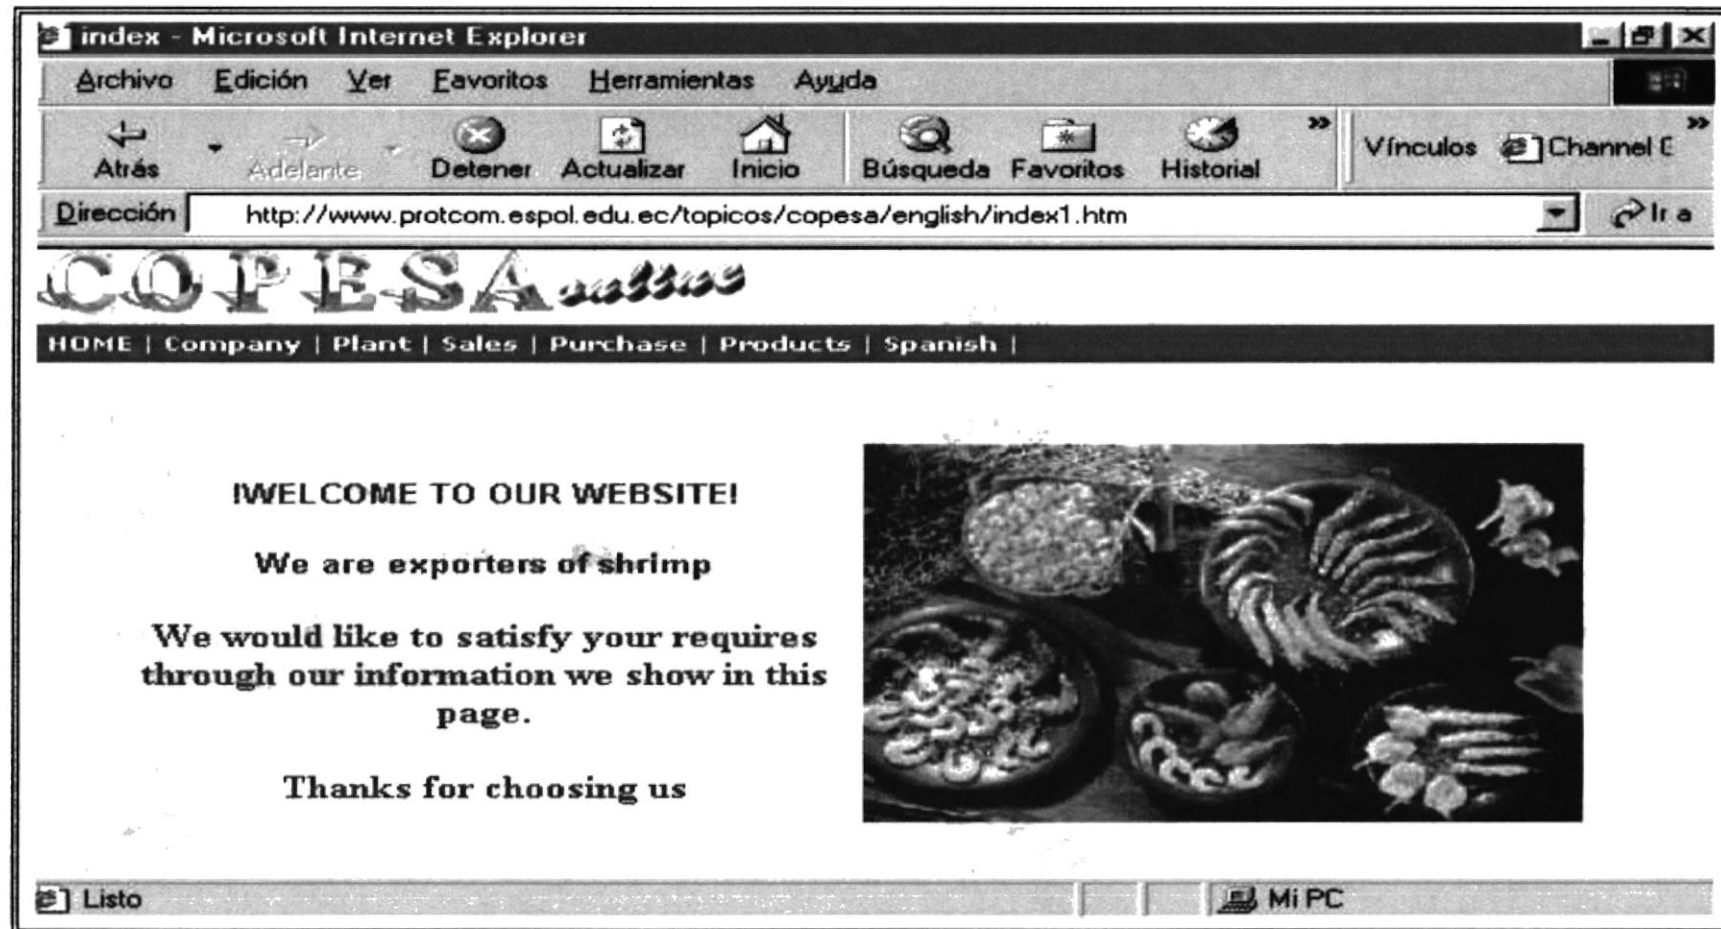 index - Microsoft Internet Explorer
Archivo Edición Ver Favoritos Herramientas Ayuda
Atrás Adelante Detener Actualizar Inicio Búsqueda Favoritos Historial » Vínculos Channel »
Dirección http://www.protcom.espol.edu.ec/topicos/copesa/english/index1.htm Ir a
COPESA online
HOME | Company | Plant | Sales | Purchase | Products | Spanish |
!WELCOME TO OUR WEBSITE!
We are exporters of shrimp
We would like to satisfy your requires
through our information we show in this
page.
Thanks for choosing us
Listo Mi PC